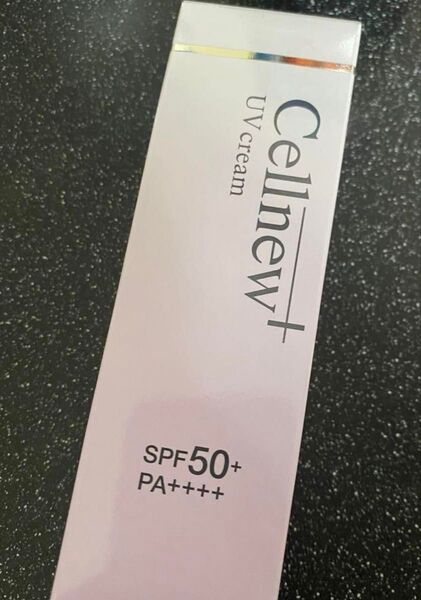 Cellnew+
UV cream
SPF50+
PA++++